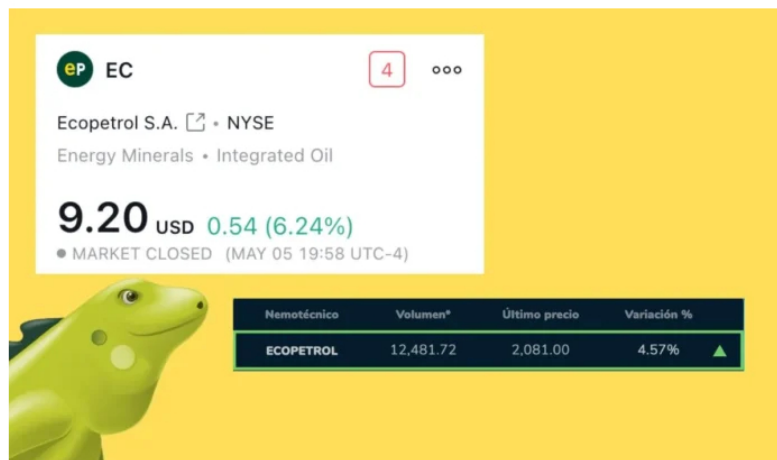 eP EC 4
Ecopetrol S.A. • NYSE
Energy Minerals • Integrated Oil
9.20 USD 0.54 (6.24%)
MARKET CLOSED (MAY 05 19:58 UTC-4)
Nemotécnico Volumen* Último precio Variación %
ECOPETROL 12,481.72 2,081.00 4.57%